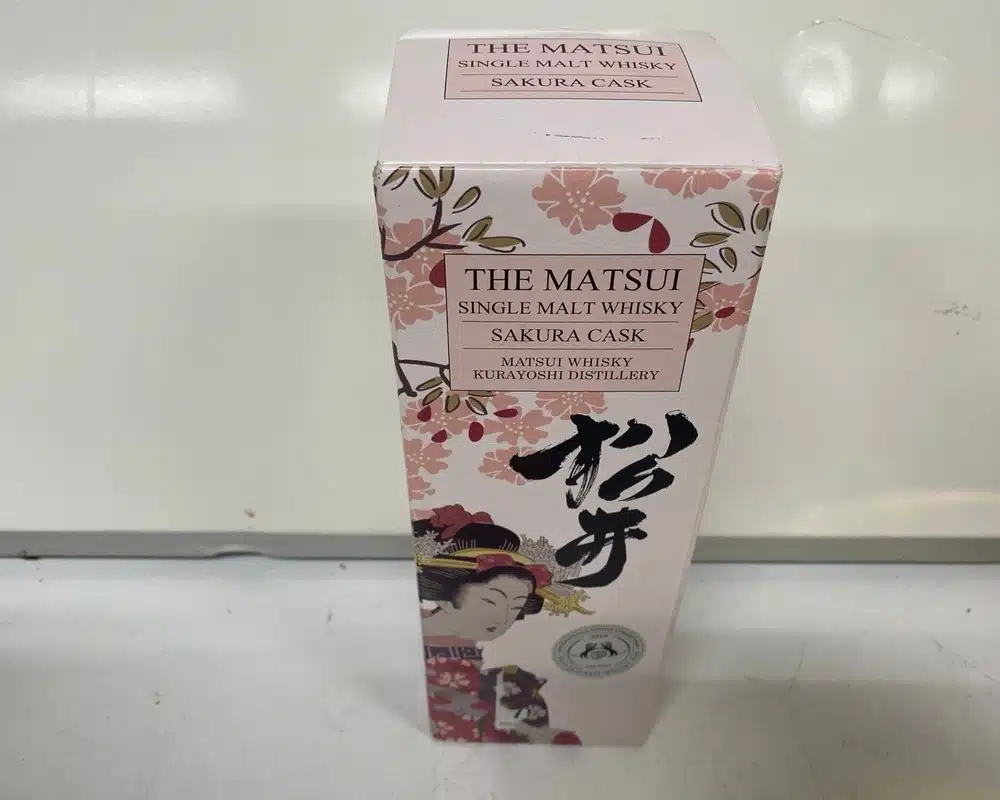 THE MATSUI
SINGLE MALT WHISKY
SAKURA CASK
THE MATSUI
SINGLE MALT WHISKY
SAKURA CASK
MATSUI WHISKY
KURAYOSHI DISTILLERY
松
井